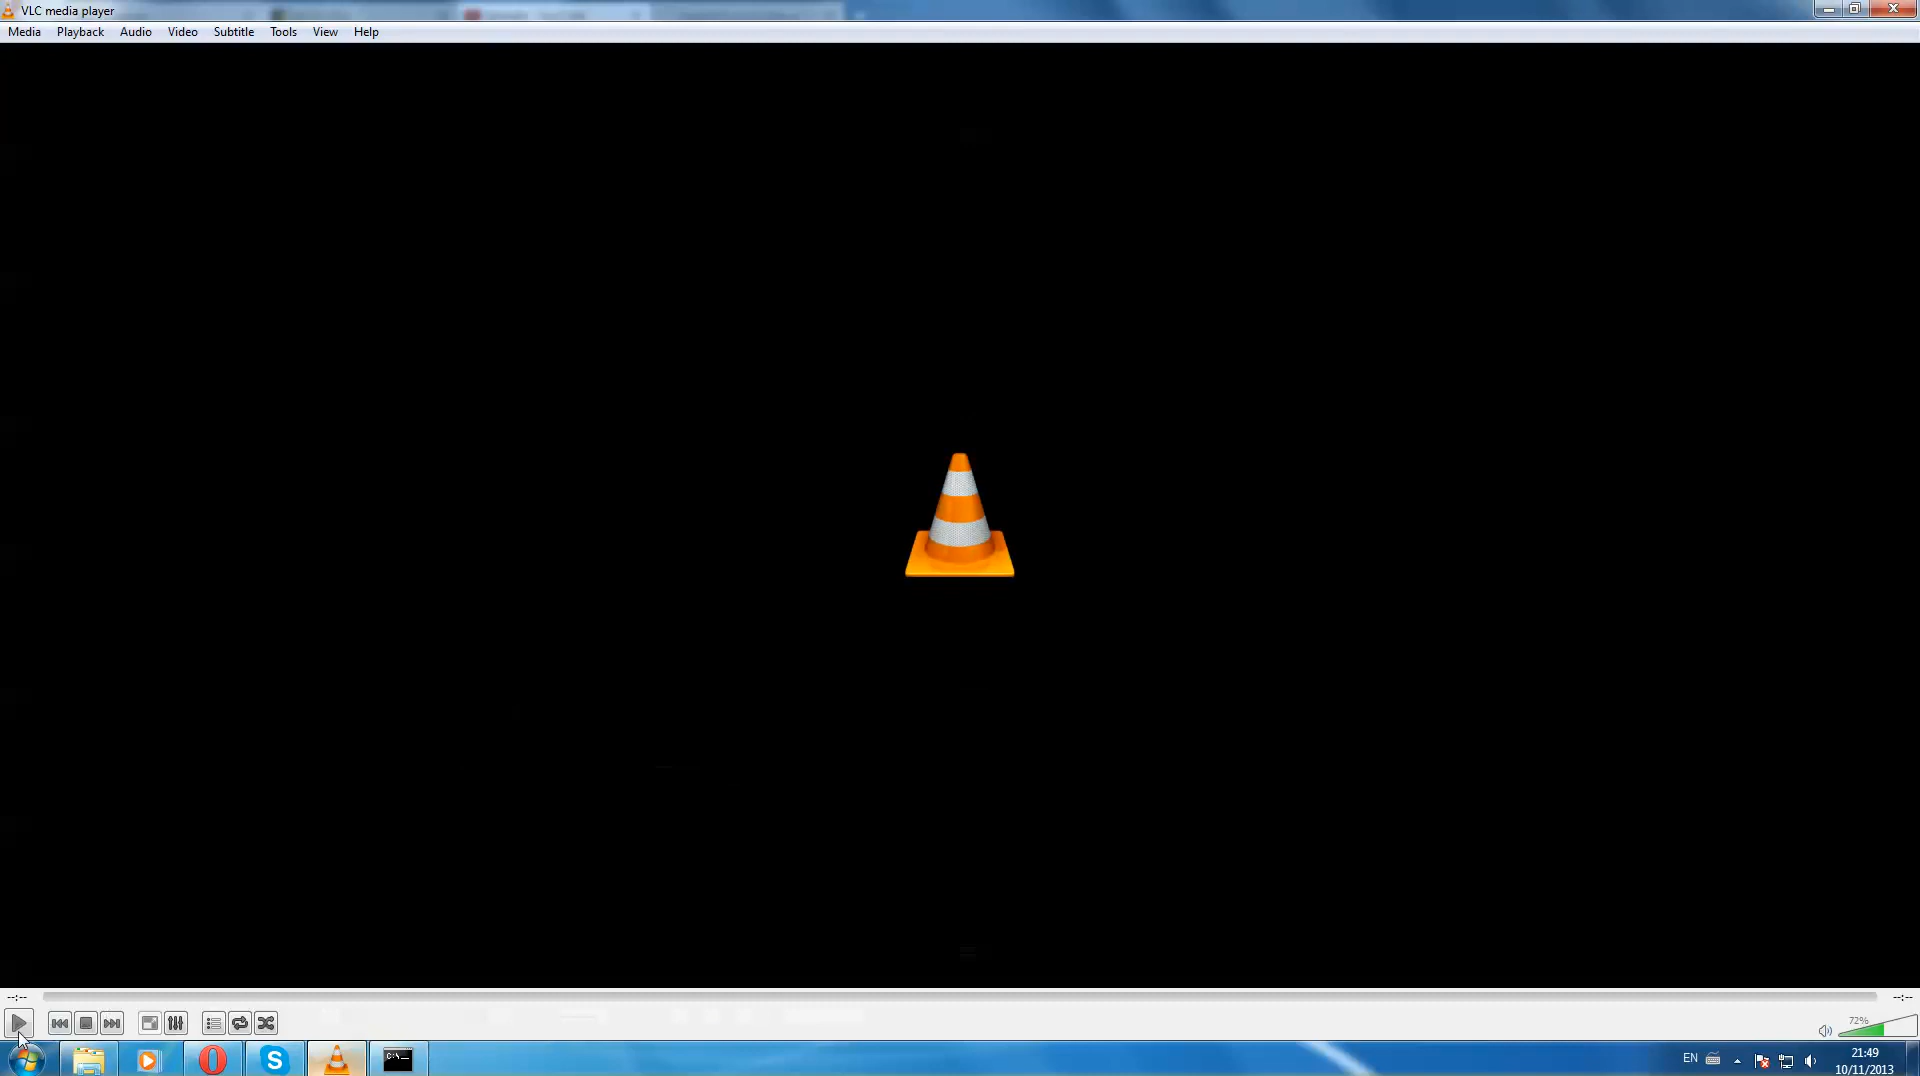 VLC media player
Media Playback Audio Video Subtitle Tools View Help
--:-- --:--
72%
C:\_
EN
21:49
10/11/2013